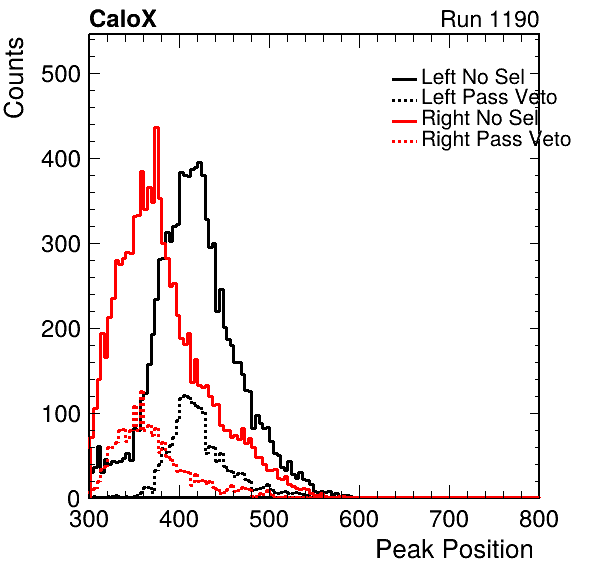 CaloX Run 1190
Counts
500
400
300
200
100
0
Left No Sel
Left Pass Veto
Right No Sel
Right Pass Veto
300 400 500 600 700 800
Peak Position